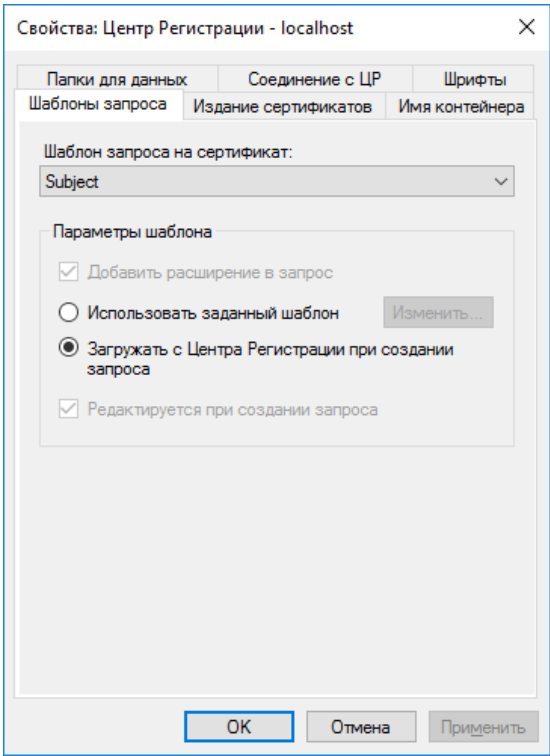 Свойства: Центр Регистрации - localhost
Папки для данных
Соединение с ЦР
Шрифты
Шаблоны запроса
Издание сертификатов
Имя контейнера
Шаблон запроса на сертификат:
Subject
Параметры шаблона
Добавить расширение в запрос
Использовать заданный шаблон
Изменить...
Загружать с Центра Регистрации при создании
запроса
Редактируется при создании запроса
OK
Отмена
Применить